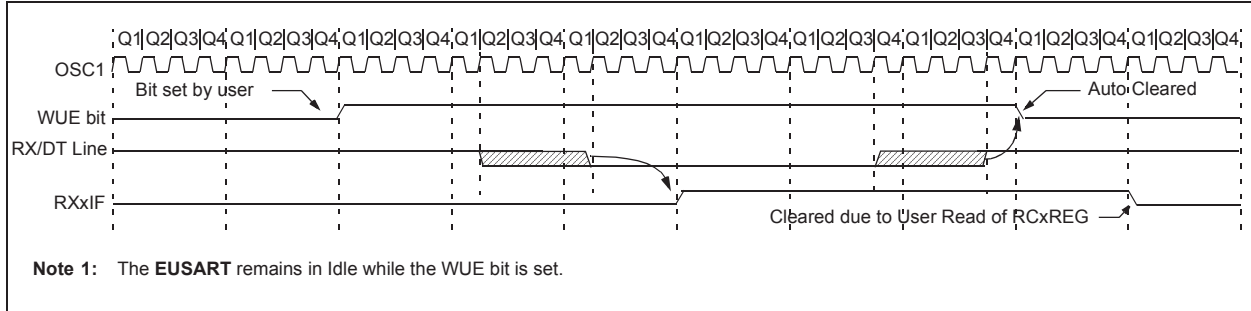 Q1 Q2 Q3 Q4 Q1 Q2 Q3 Q4 Q1 Q2 Q3 Q4 Q1 Q2 Q3 Q4 Q1 Q2 Q3 Q4 Q1 Q2 Q3 Q4 Q1 Q2 Q3 Q4 Q1 Q2 Q3 Q4 Q1 Q2 Q3 Q4 Q1 Q2 Q3 Q4
OSC1
Bit set by user
Auto Cleared
WUE bit
RX/DT Line
RXxIF
Cleared due to User Read of RCxREG
Note 1: The EUSART remains in Idle while the WUE bit is set.